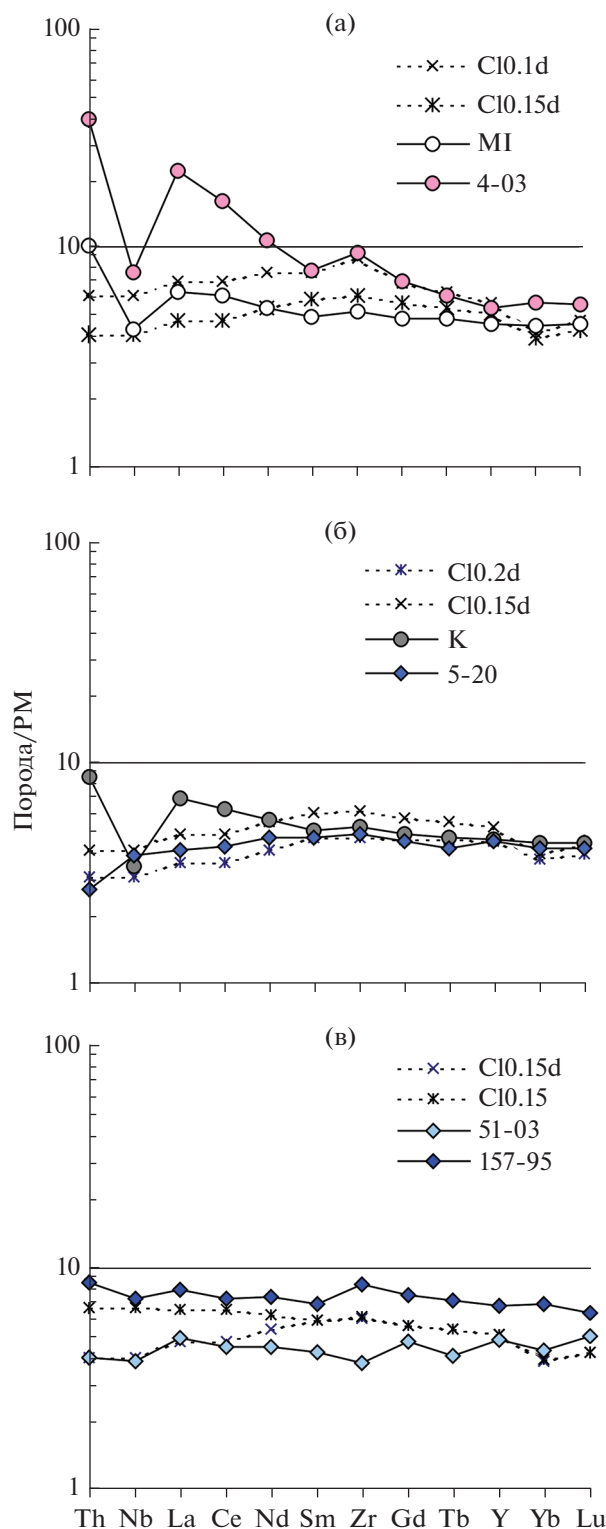 (а)
100
10
1
Cl0.1d
Cl0.15d
MI
4-03
(б)
100
10
1
Cl0.2d
Cl0.15d
K
5-20
Порода/PM
(в)
100
10
1
Cl0.15d
Cl0.15
51-03
157-95
Th Nb La Ce Nd Sm Zr Gd Tb Y Yb Lu